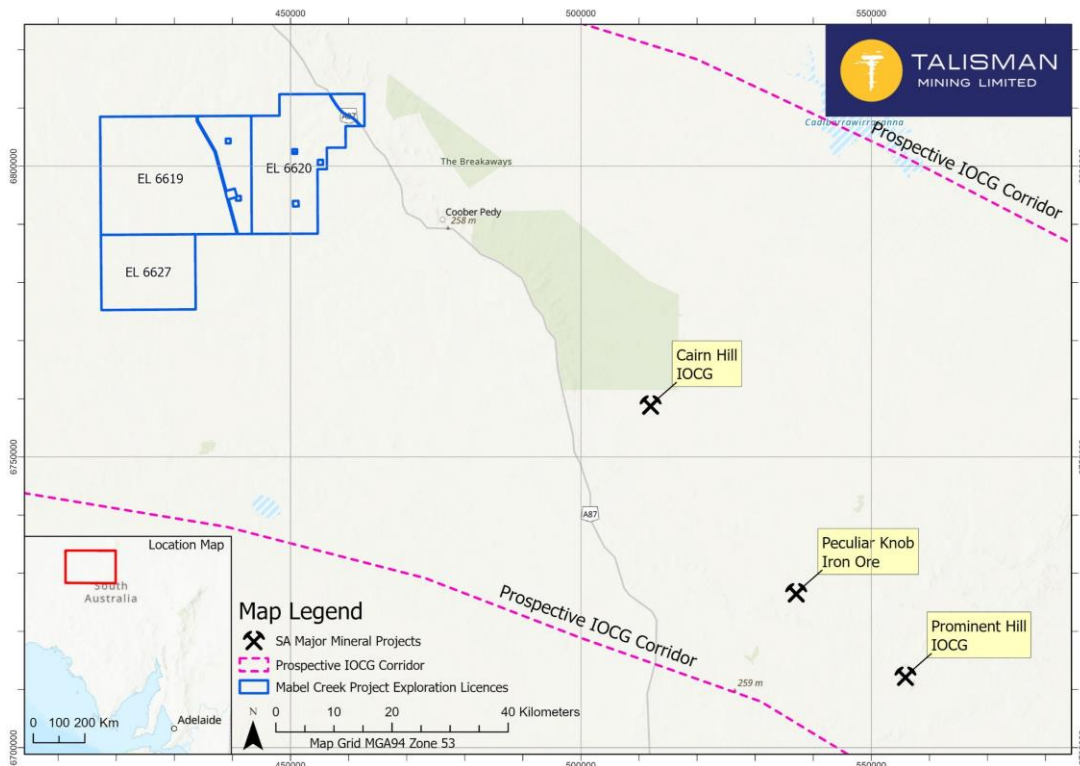 450000
500000
550000
TALISMAN
MINING LIMITED
A87
Cadibarrawirracanna
Prospective IOCG Corridor
6800000
The Breakaways
EL 6620
EL 6619
Coober Pedy
258 m
EL 6627
Cairn Hill
IOCG
6750000
A87
Location Map
South
Australia
Peculiar Knob
Iron Ore
Prospective IOCG Corridor
Map Legend
SA Major Mineral Projects
Prospective IOCG Corridor
Mabel Creek Project Exploration Licences
Prominent Hill
IOCG
259 m
0 100 200 Km
Adelaide
N
0 10 20 40 Kilometers
Map Grid MGA94 Zone 53
6700000
450000
500000
550000